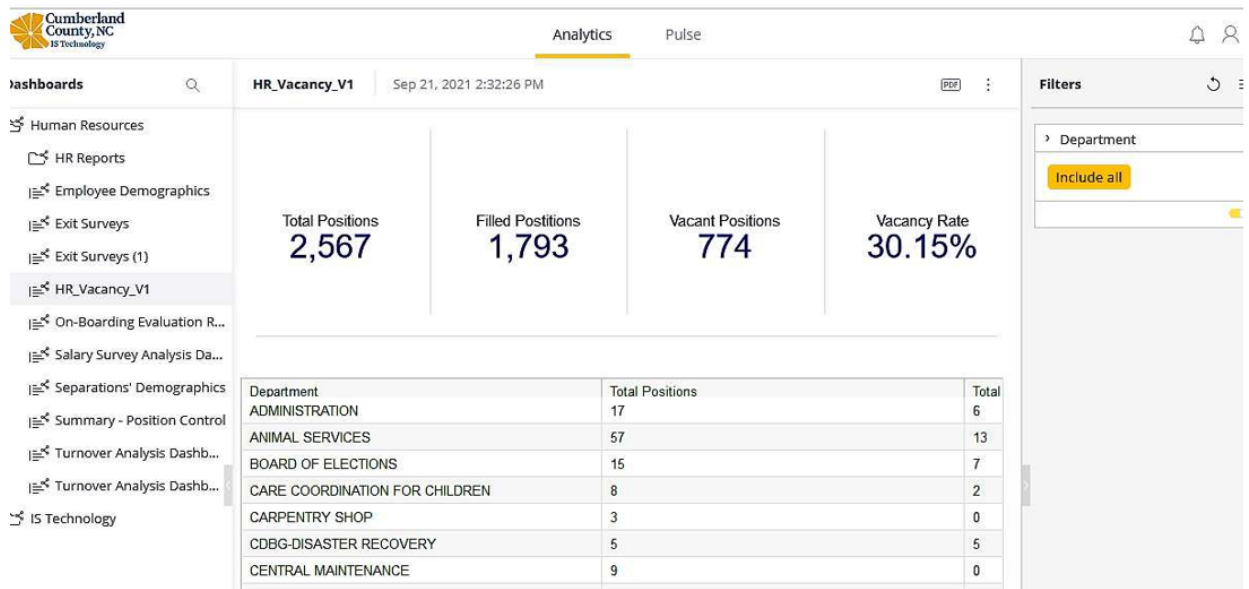 Cumberland
County, NC
IS Technology
Analytics
Pulse
Dashboards
HR_Vacancy_V1
Sep 21, 2021 2:32:26 PM
PDF
Filters
Human Resources
HR Reports
Employee Demographics
Exit Surveys
Exit Surveys (1)
HR_Vacancy_V1
On-Boarding Evaluation R...
Salary Survey Analysis Da...
Separations' Demographics
Summary - Position Control
Turnover Analysis Dashb...
Turnover Analysis Dashb...
IS Technology
Total Positions
2,567
Filled Postitions
1,793
Vacant Positions
774
Vacancy Rate
30.15%
Department Total Positions Total
ADMINISTRATION 17 6
ANIMAL SERVICES 57 13
BOARD OF ELECTIONS 15 7
CARE COORDINATION FOR CHILDREN 8 2
CARPENTRY SHOP 3 0
CDBG-DISASTER RECOVERY 5 5
CENTRAL MAINTENANCE 9 0
Department
Include all